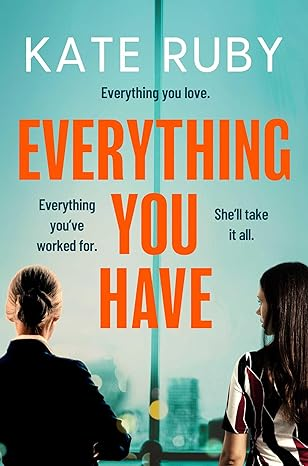 KATE RUBY
Everything you love.
EVERYTHING
YOU
HAVE
Everything
you've
worked for.
She'll take
it all.